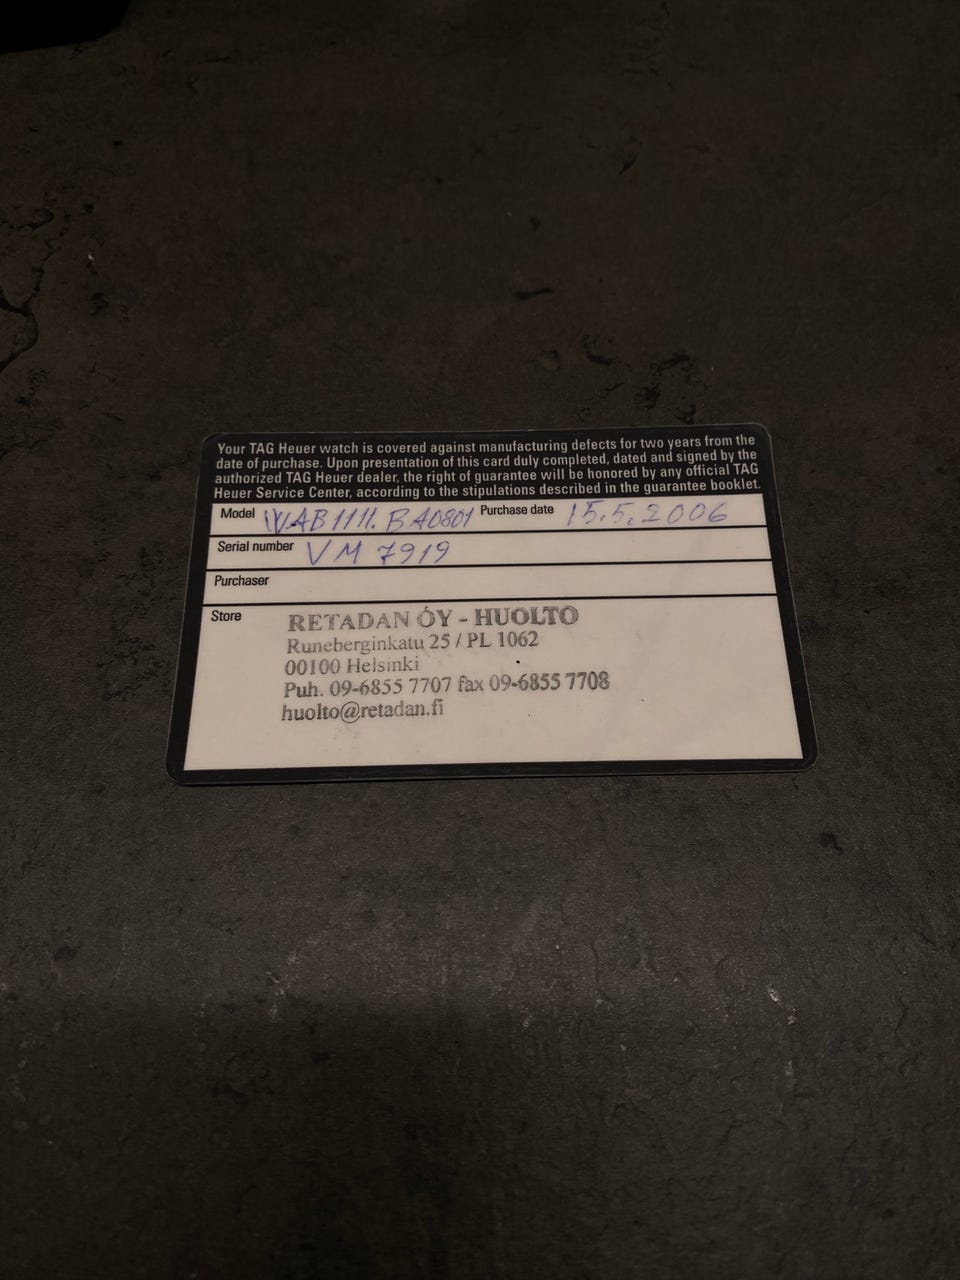 Your TAG Heuer watch is covered against manufacturing defects for two years from the
date of purchase. Upon presentation of this card duly completed, dated and signed by the
authorized TAG Heuer dealer, the right of guarantee will be honored by any official TAG
Heuer Service Center, according to the stipulations described in the guarantee booklet.
Model WAB1111.BA0801 Purchase date 15.5.2006
Serial number VM 7919
Purchaser
Store
RETADAN ÓY - HUOLTO
Runeberginkatu 25 / PL 1062
00100 Helsinki
Puh. 09-6855 7707 fax 09-6855 7708
huolto@retadan.fi